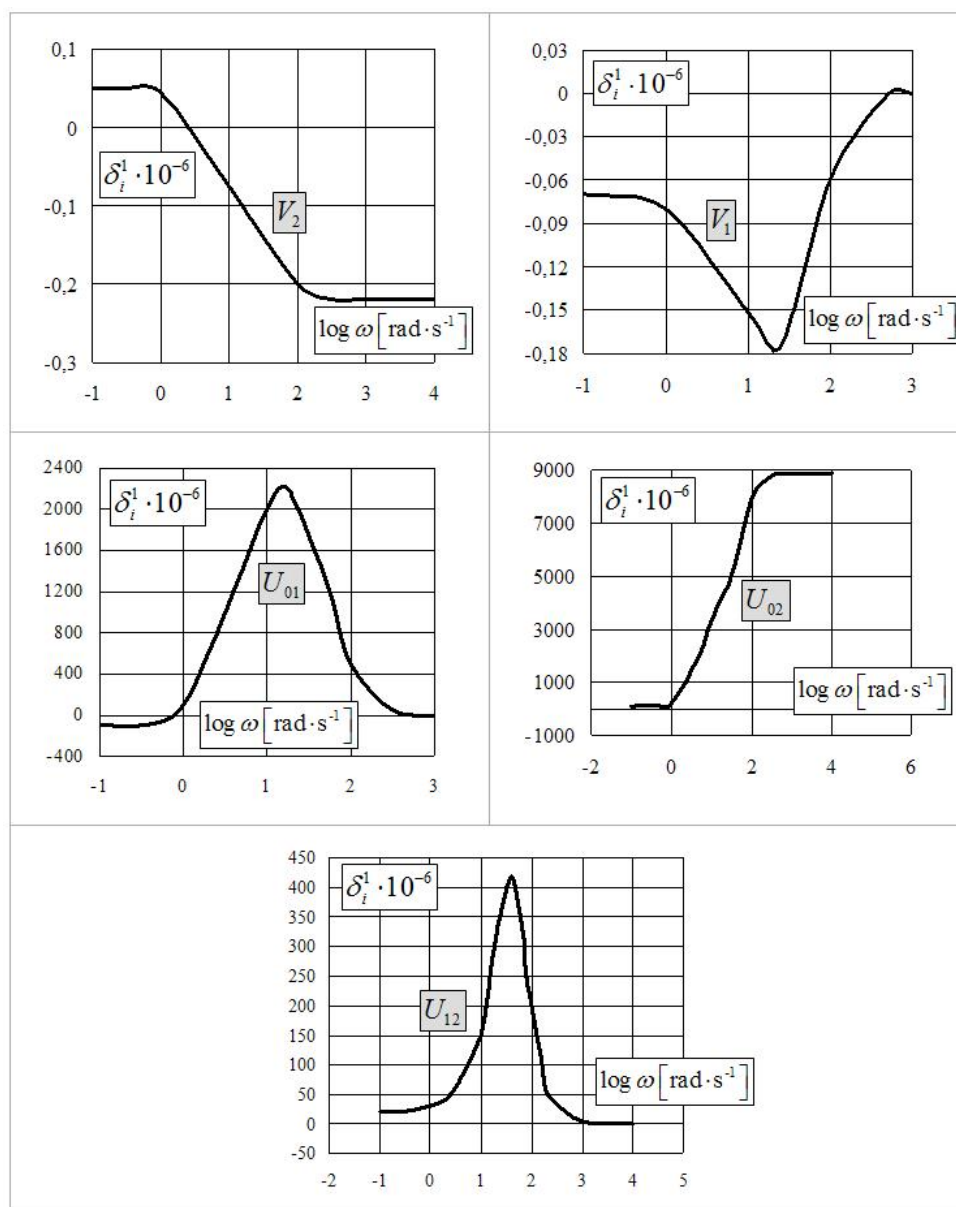 0,1
0
-0,1
-0,2
-0,3
-1 0 1 2 3 4
δ_i^1 · 10^-6
V_2
log ω [rad·s^-1]
0,03
0
-0,03
-0,06
-0,09
-0,12
-0,15
-0,18
-1 0 1 2 3
δ_i^1 · 10^-6
V_1
log ω [rad·s^-1]
2400
2000
1600
1200
800
400
0
-400
-1 0 1 2 3
δ_i^1 · 10^-6
U_01
log ω [rad·s^-1]
9000
7000
5000
3000
1000
-1000
-2 0 2 4 6
δ_i^1 · 10^-6
U_02
log ω [rad·s^-1]
450
400
350
300
250
200
150
100
50
0
-50
-2 -1 0 1 2 3 4 5
δ_i^1 · 10^-6
U_12
log ω [rad·s^-1]